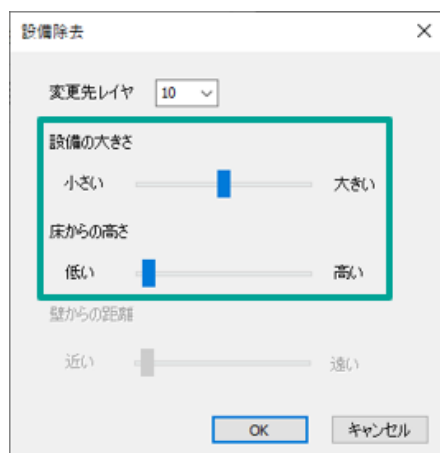 設備除去
変更先レイヤ 10
設備の大きさ
小さい 大きい
床からの高さ
低い 高い
壁からの距離
近い 遠い
OK キャンセル